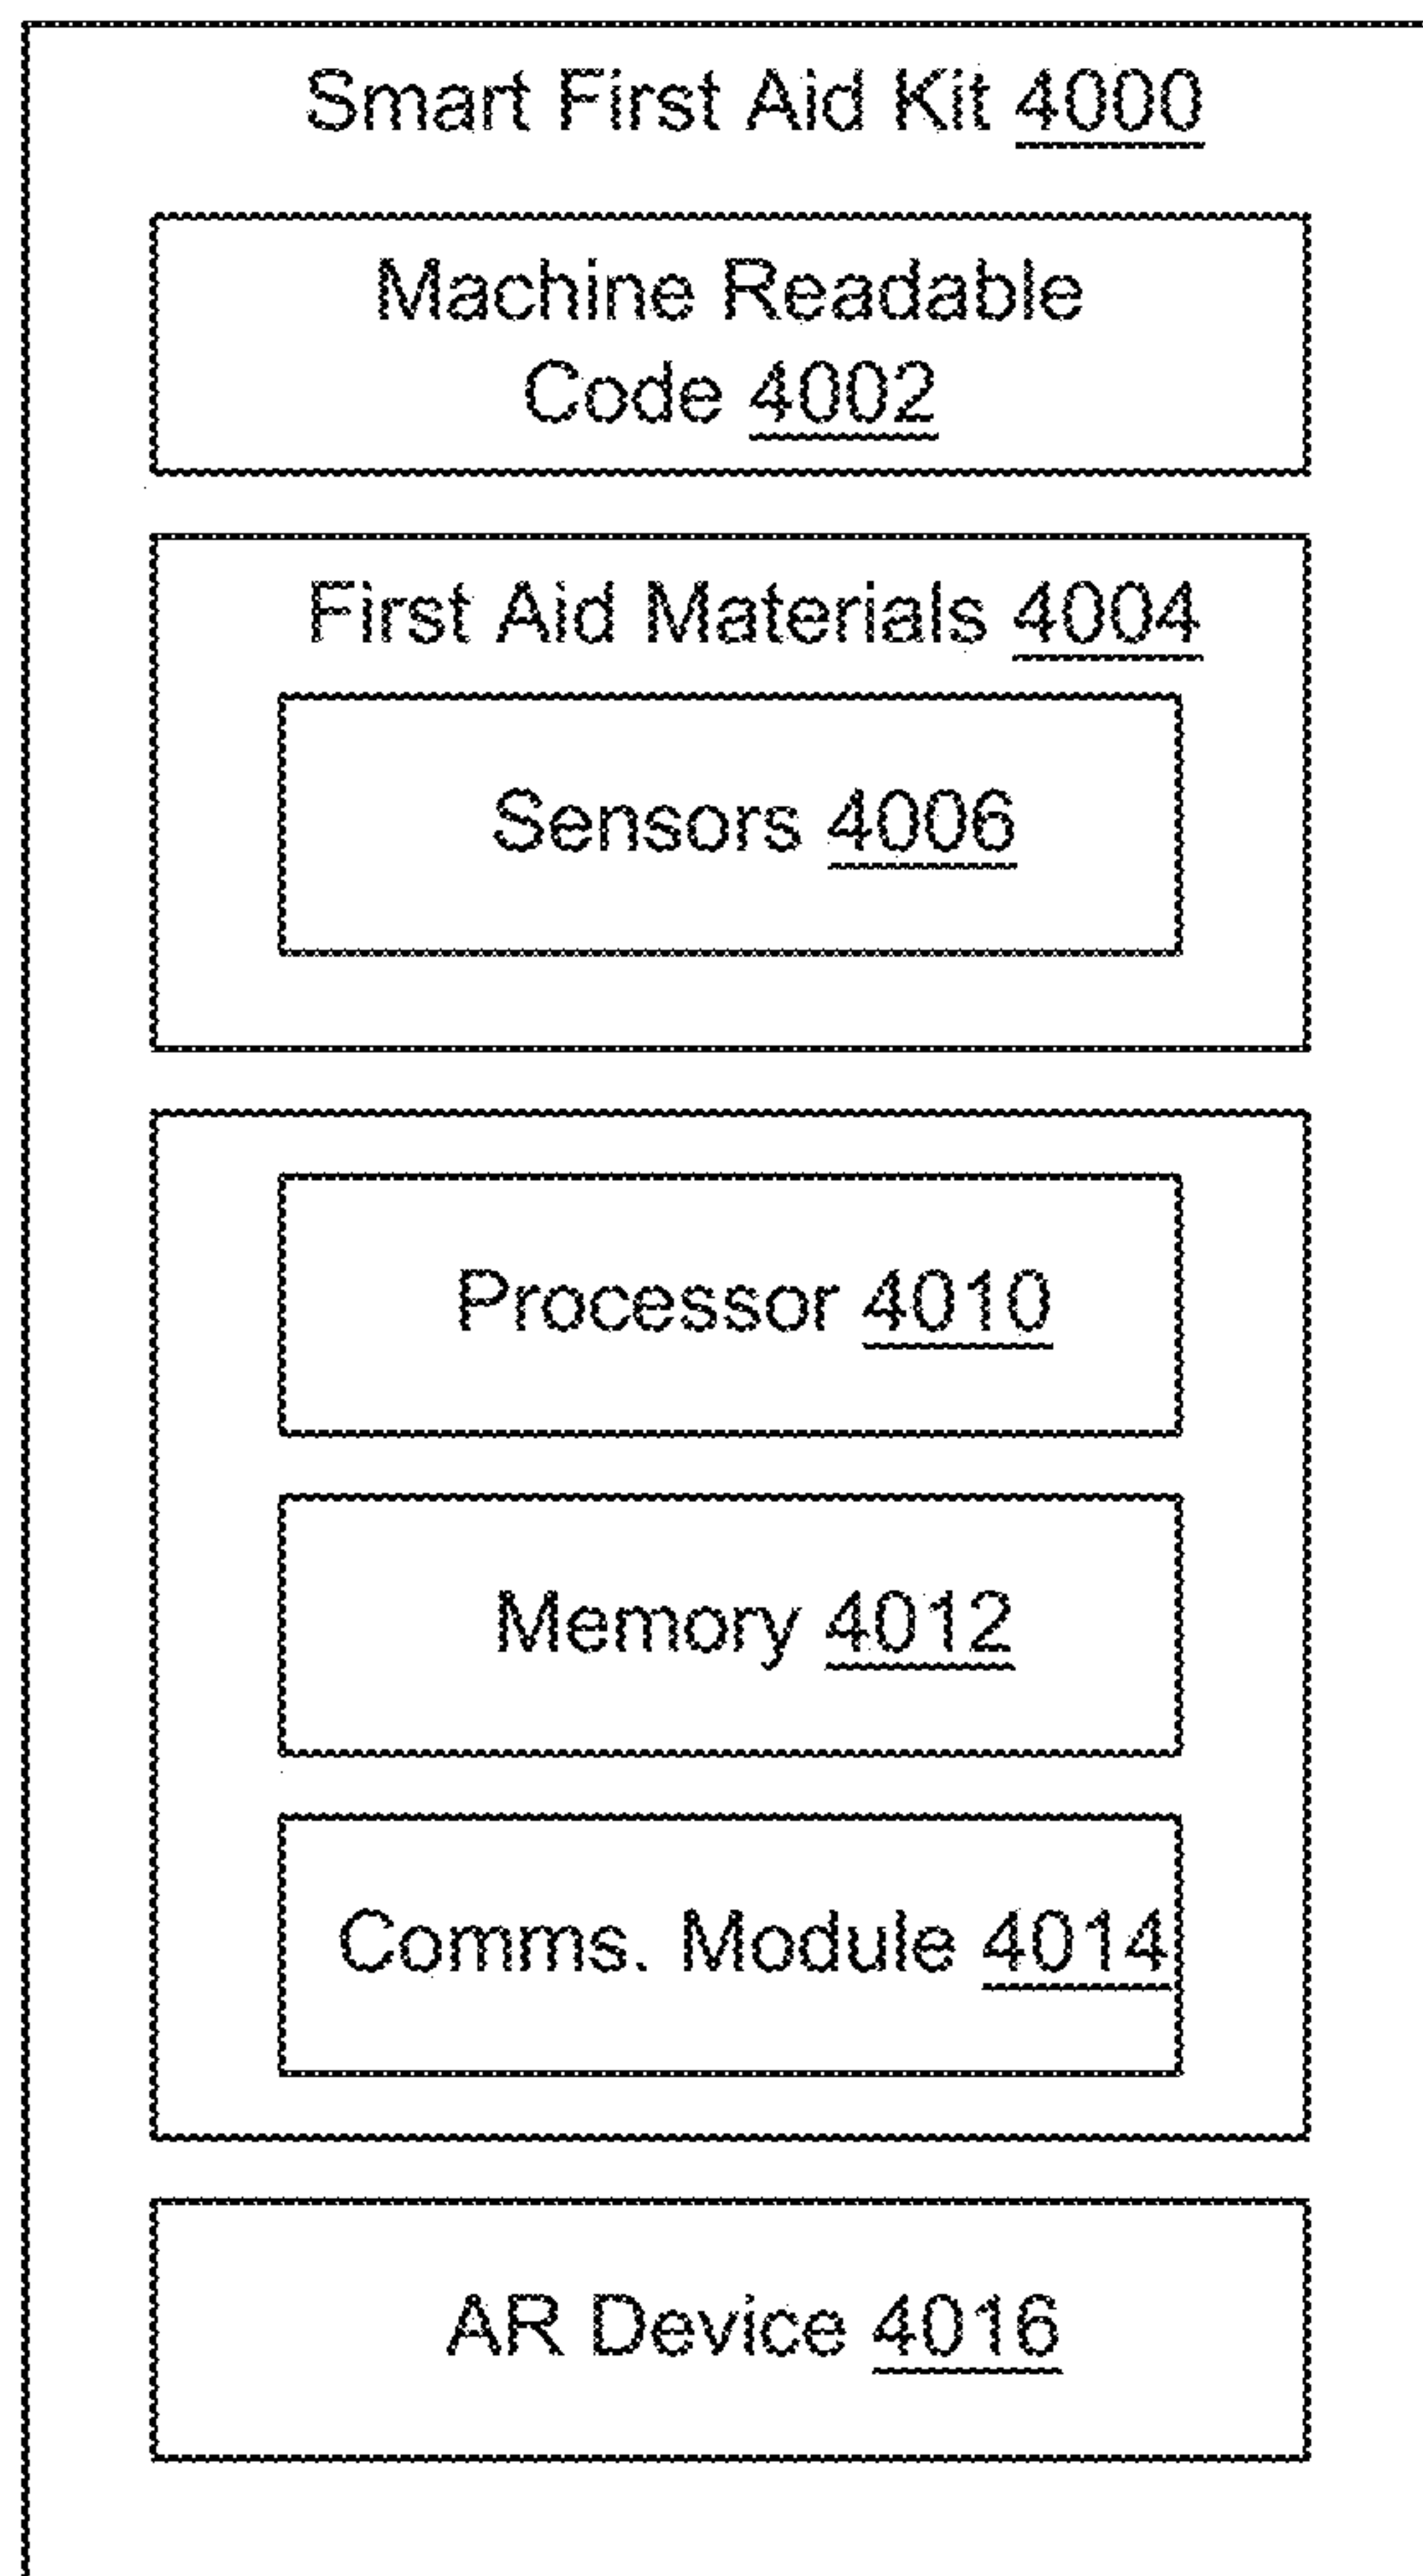 Smart First Aid Kit 4000
Machine Readable
Code 4002
First Aid Materials 4004
Sensors 4006
Processor 4010
Memory 4012
Comms. Module 4014
AR Device 4016